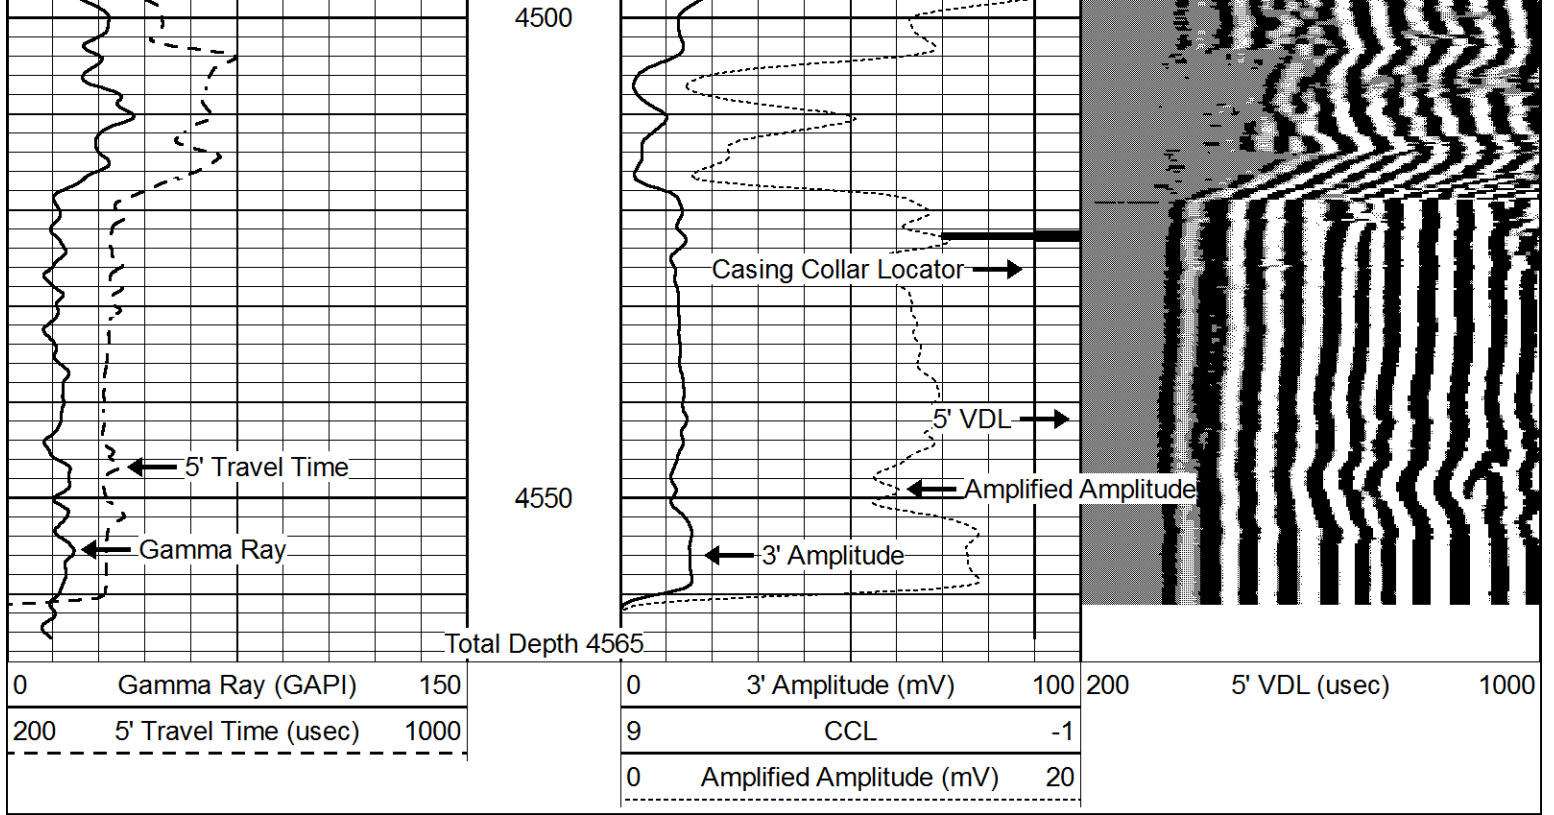 4500
Casing Collar Locator
5' VDL
5' Travel Time
Amplified Amplitude
4550
Gamma Ray
3' Amplitude
Total Depth 4565
0 Gamma Ray (GAPI) 150
0 3' Amplitude (mV) 100
200 5' VDL (usec) 1000
200 5' Travel Time (usec) 1000
9 CCL -1
0 Amplified Amplitude (mV) 20